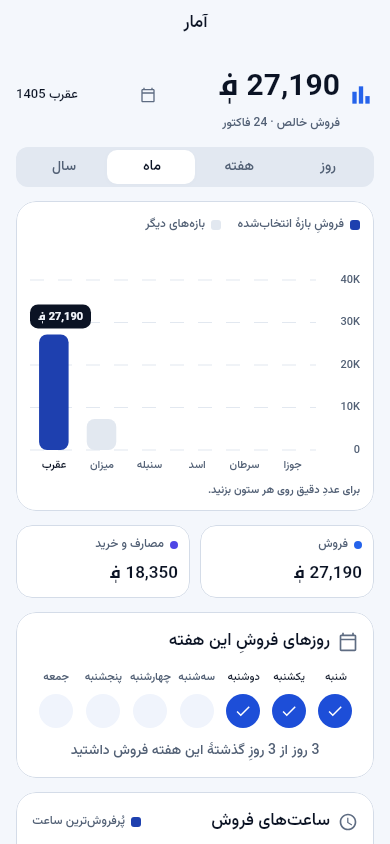 آمار
27,190 ؋
فروش خالص · 24 فاکتور
عقرب 1405
روز
هفته
ماه
سال
فروشِ بازهٔ انتخاب‌شده
بازه‌های دیگر
40K
30K
20K
10K
0
27,190 ؋
جوزا
سرطان
اسد
سنبله
میزان
عقرب
برای عددِ دقیق روی هر ستون بزنید.
فروش
27,190 ؋
مصارف و خرید
18,350 ؋
روزهای فروشِ این هفته
شنبه
یکشنبه
دوشنبه
سه‌شنبه
چهارشنبه
پنجشنبه
جمعه
3 روز از 3 روزِ گذشتهٔ این هفته فروش داشتید
ساعت‌های فروش
پُرفروش‌ترین ساعت